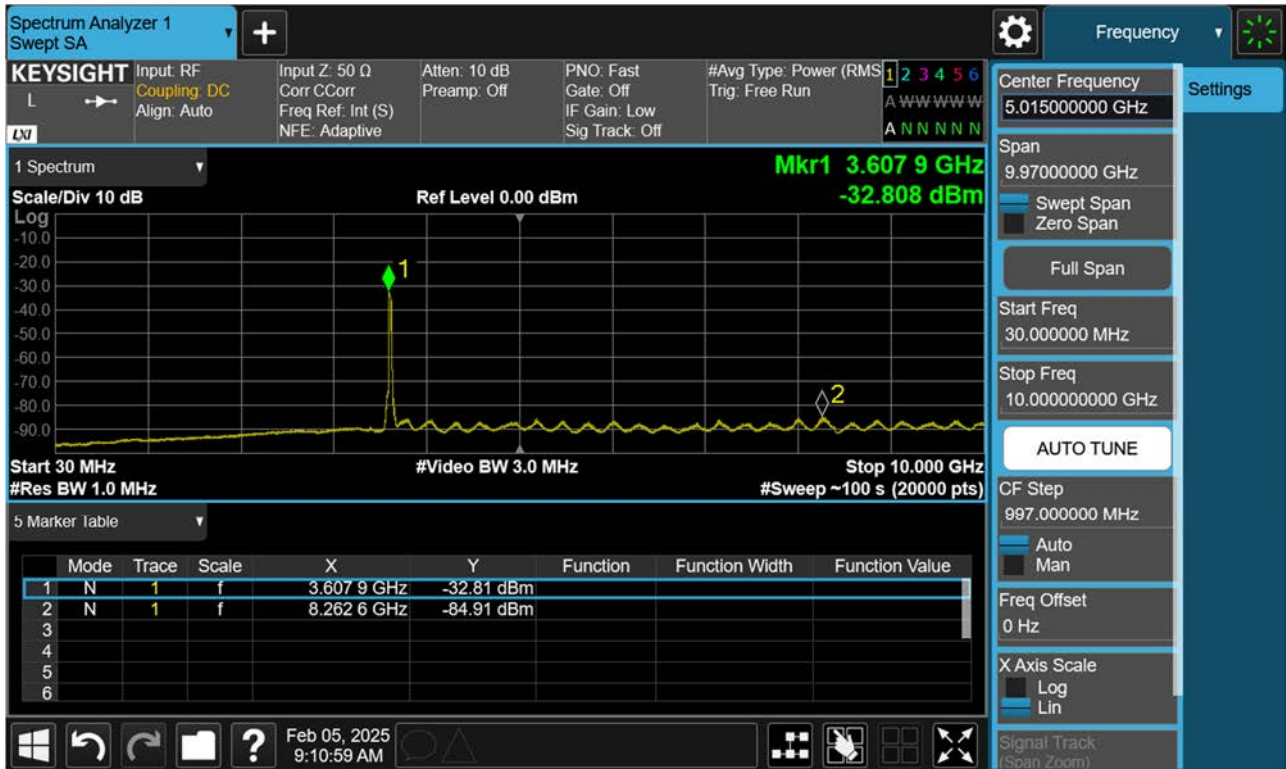 Spectrum Analyzer 1
Swept SA
+
Frequency
KEYSIGHT
L
LXI
Input: RF
Coupling: DC
Align: Auto
Input Z: 50 Ω
Corr CCorr
Freq Ref: Int (S)
NFE: Adaptive
Atten: 10 dB
Preamp: Off
PNO: Fast
Gate: Off
IF Gain: Low
Sig Track: Off
#Avg Type: Power (RMS
Trig: Free Run
1 2 3 4 5 6
A W W W W W
A N N N N N
1 Spectrum
Mkr1 3.607 9 GHz
Scale/Div 10 dB
Ref Level 0.00 dBm
-32.808 dBm
Log
-10.0
-20.0
-30.0
-40.0
-50.0
-60.0
-70.0
-80.0
-90.0
1
2
Start 30 MHz
#Video BW 3.0 MHz
Stop 10.000 GHz
#Res BW 1.0 MHz
#Sweep ~100 s (20000 pts)
5 Marker Table
Mode Trace Scale X Y Function Function Width Function Value
1 N 1 f 3.607 9 GHz -32.81 dBm
2 N 1 f 8.262 6 GHz -84.91 dBm
3
4
5
6
?
Feb 05, 2025
9:10:59 AM
Center Frequency
5.015000000 GHz
Settings
Span
9.97000000 GHz
Swept Span
Zero Span
Full Span
Start Freq
30.000000 MHz
Stop Freq
10.000000000 GHz
AUTO TUNE
CF Step
997.000000 MHz
Auto
Man
Freq Offset
0 Hz
X Axis Scale
Log
Lin
Signal Track
(Span Zoom)